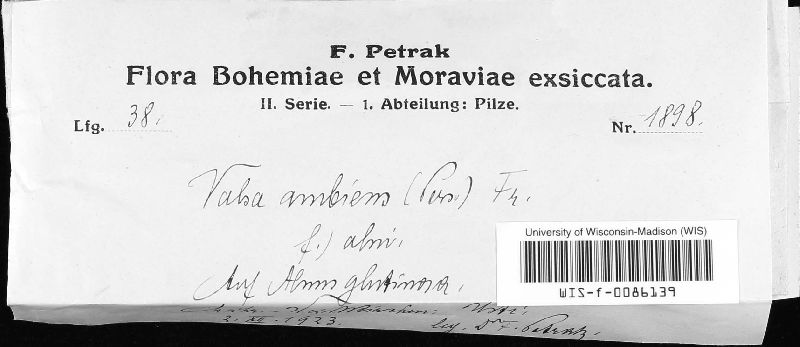 F. Petrak
Flora Bohemiae et Moraviae exsiccata.
II. Serie. — 1. Abteilung: Pilze.
Lfg. 38.
Nr. 1898.
Valsa ambiens (Pers.) Fr.
f.) alni.
Auf Alnus glutinosa.
University of Wisconsin-Madison (WIS)
WIS-f-0086139
1923.
leg. Dr. F. Petrak.